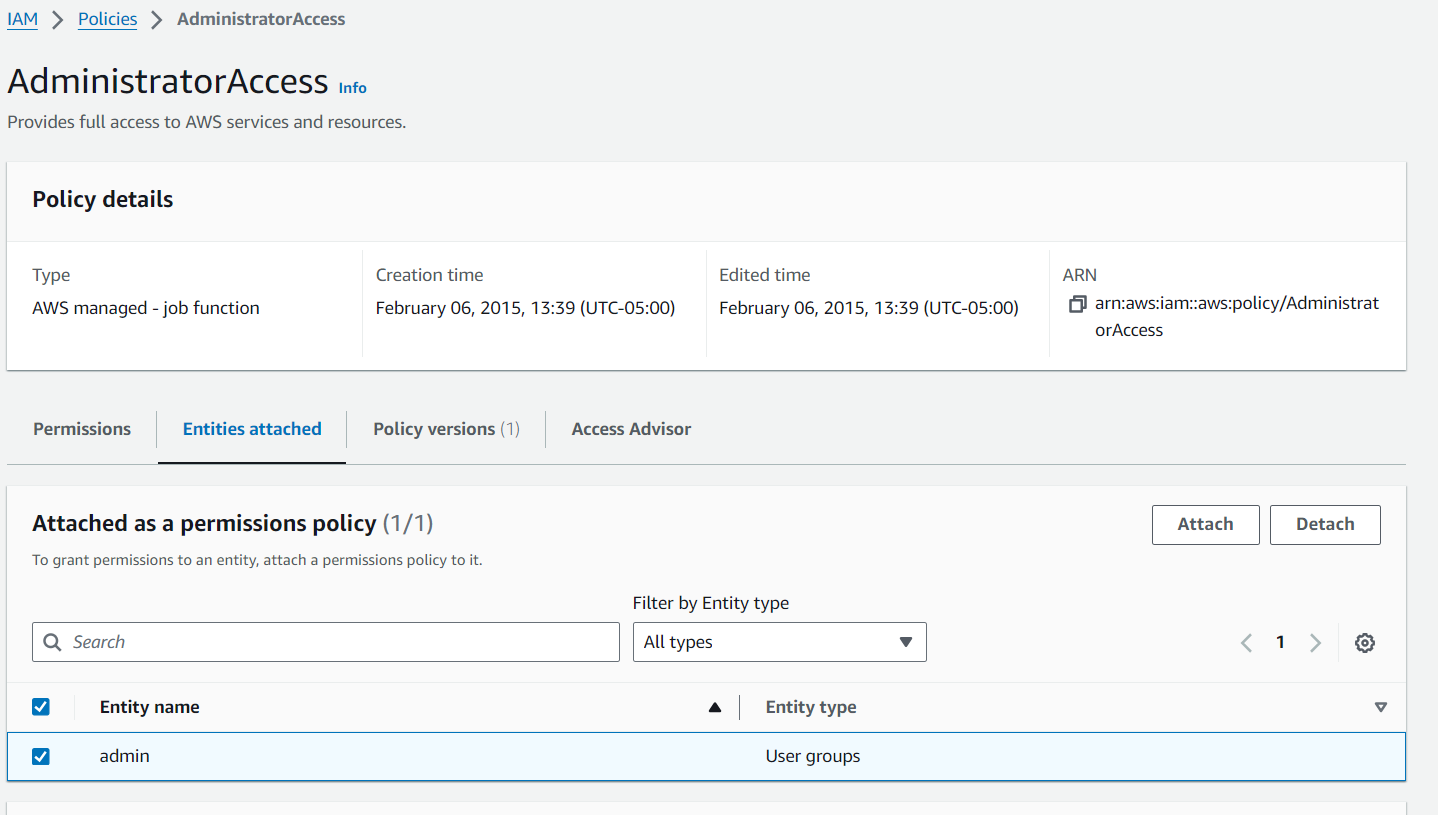 IAM > Policies > AdministratorAccess
AdministratorAccess Info
Provides full access to AWS services and resources.
Policy details
Type
AWS managed - job function
Creation time
February 06, 2015, 13:39 (UTC-05:00)
Edited time
February 06, 2015, 13:39 (UTC-05:00)
ARN
arn:aws:iam::aws:policy/Administrat
orAccess
Permissions
Entities attached
Policy versions (1)
Access Advisor
Attached as a permissions policy (1/1)
To grant permissions to an entity, attach a permissions policy to it.
Attach
Detach
Filter by Entity type
Search
All types
1
Entity name
Entity type
admin
User groups